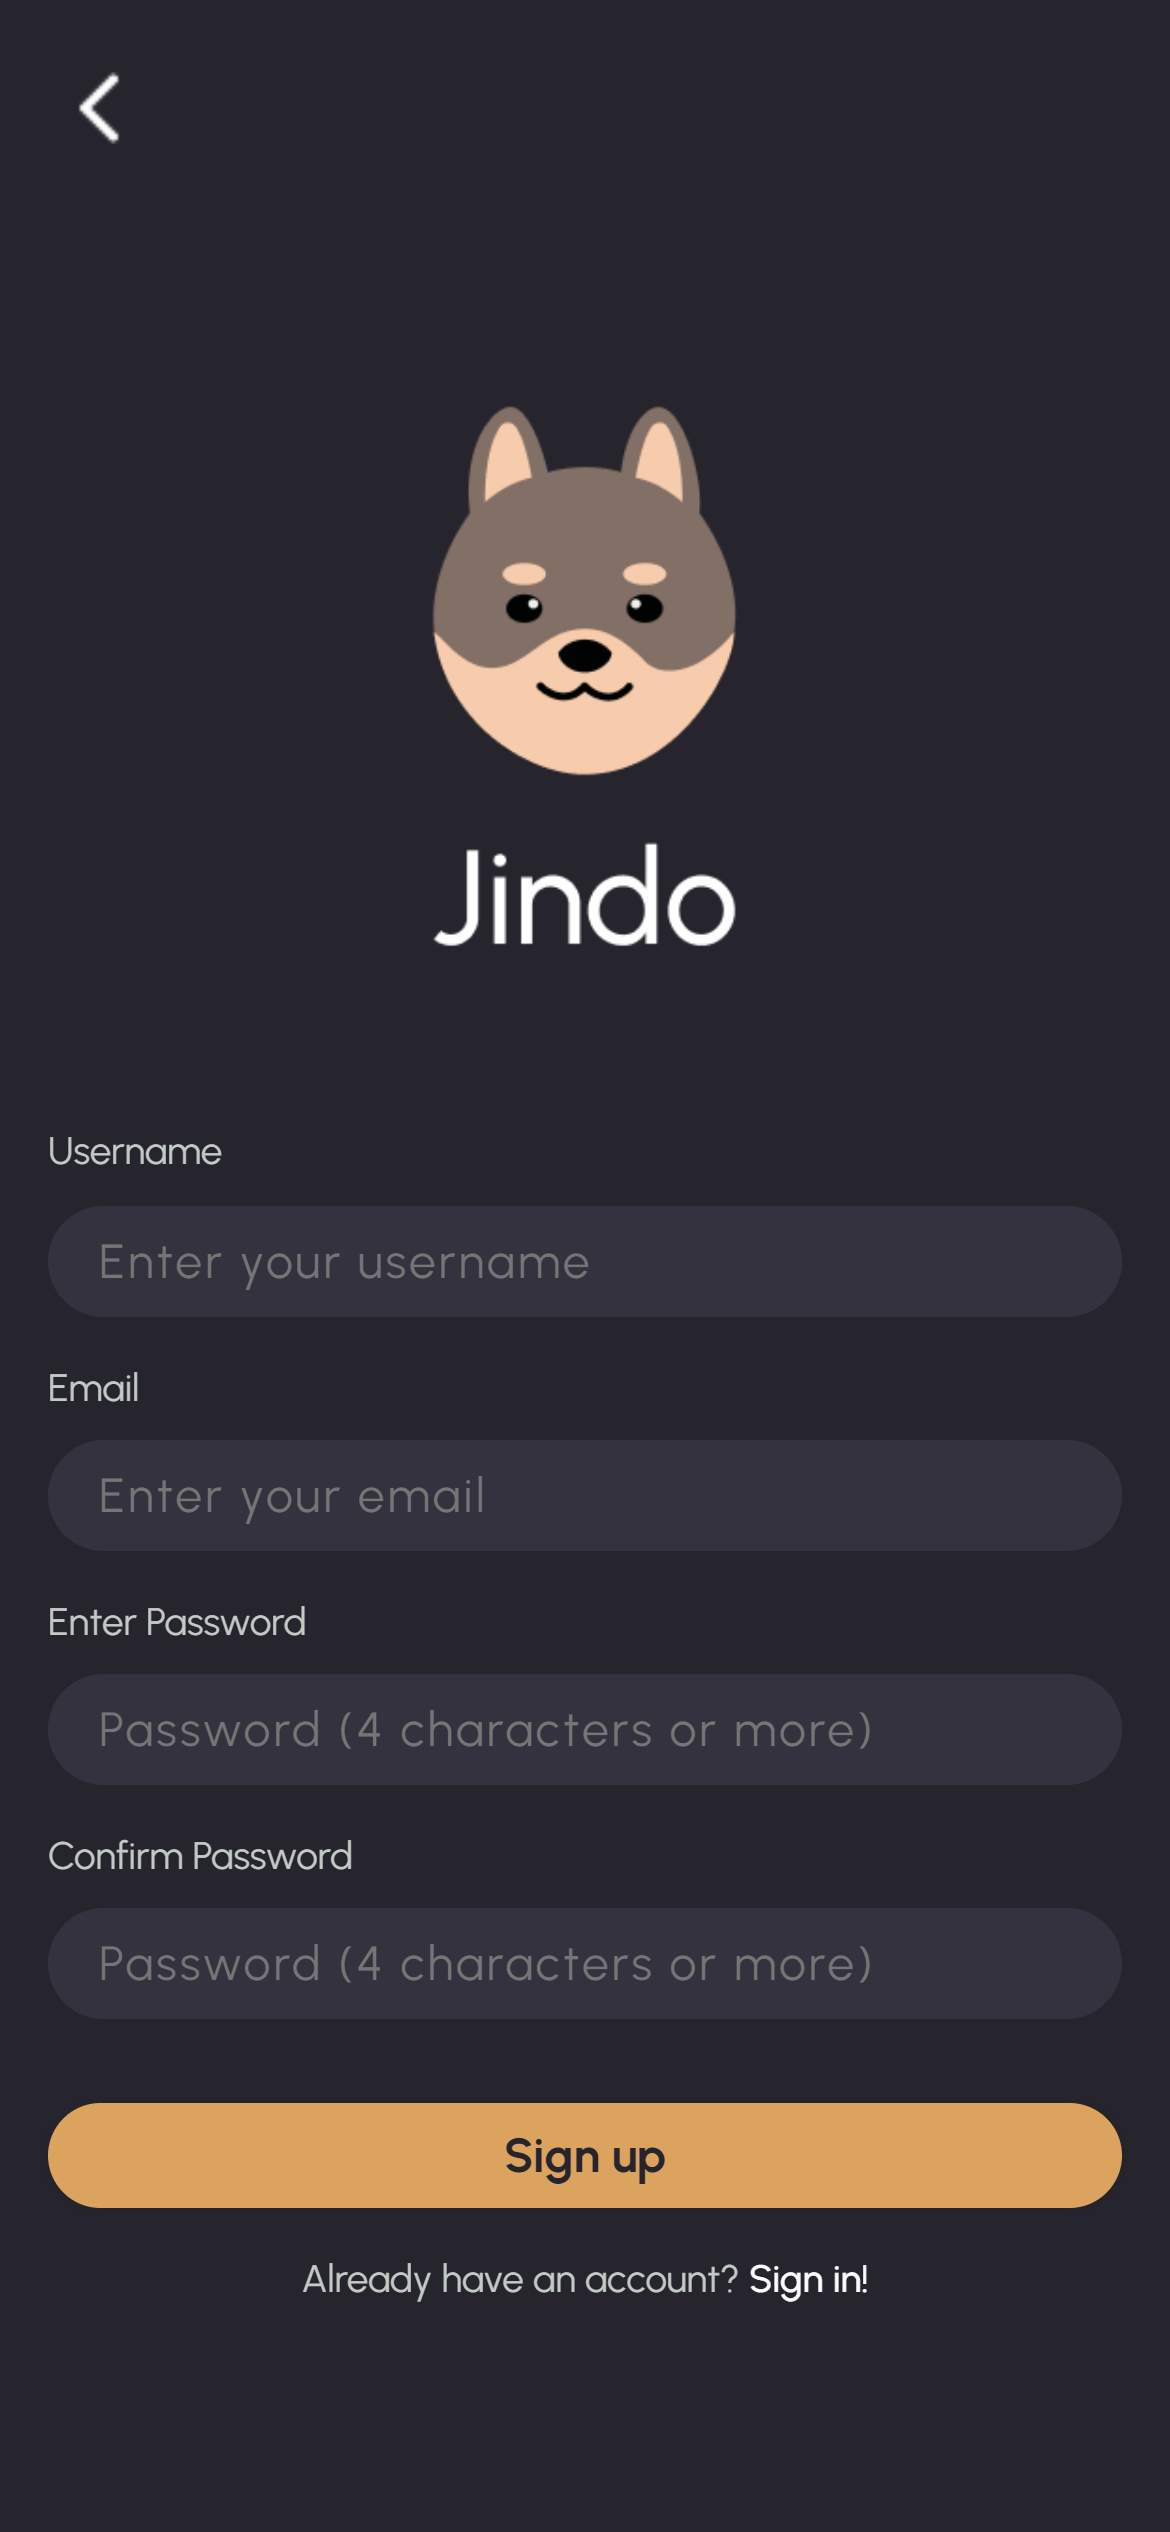 Jindo
Username
Enter your username
Email
Enter your email
Enter Password
Password (4 characters or more)
Confirm Password
Password (4 characters or more)
Sign up
Already have an account? Sign in!